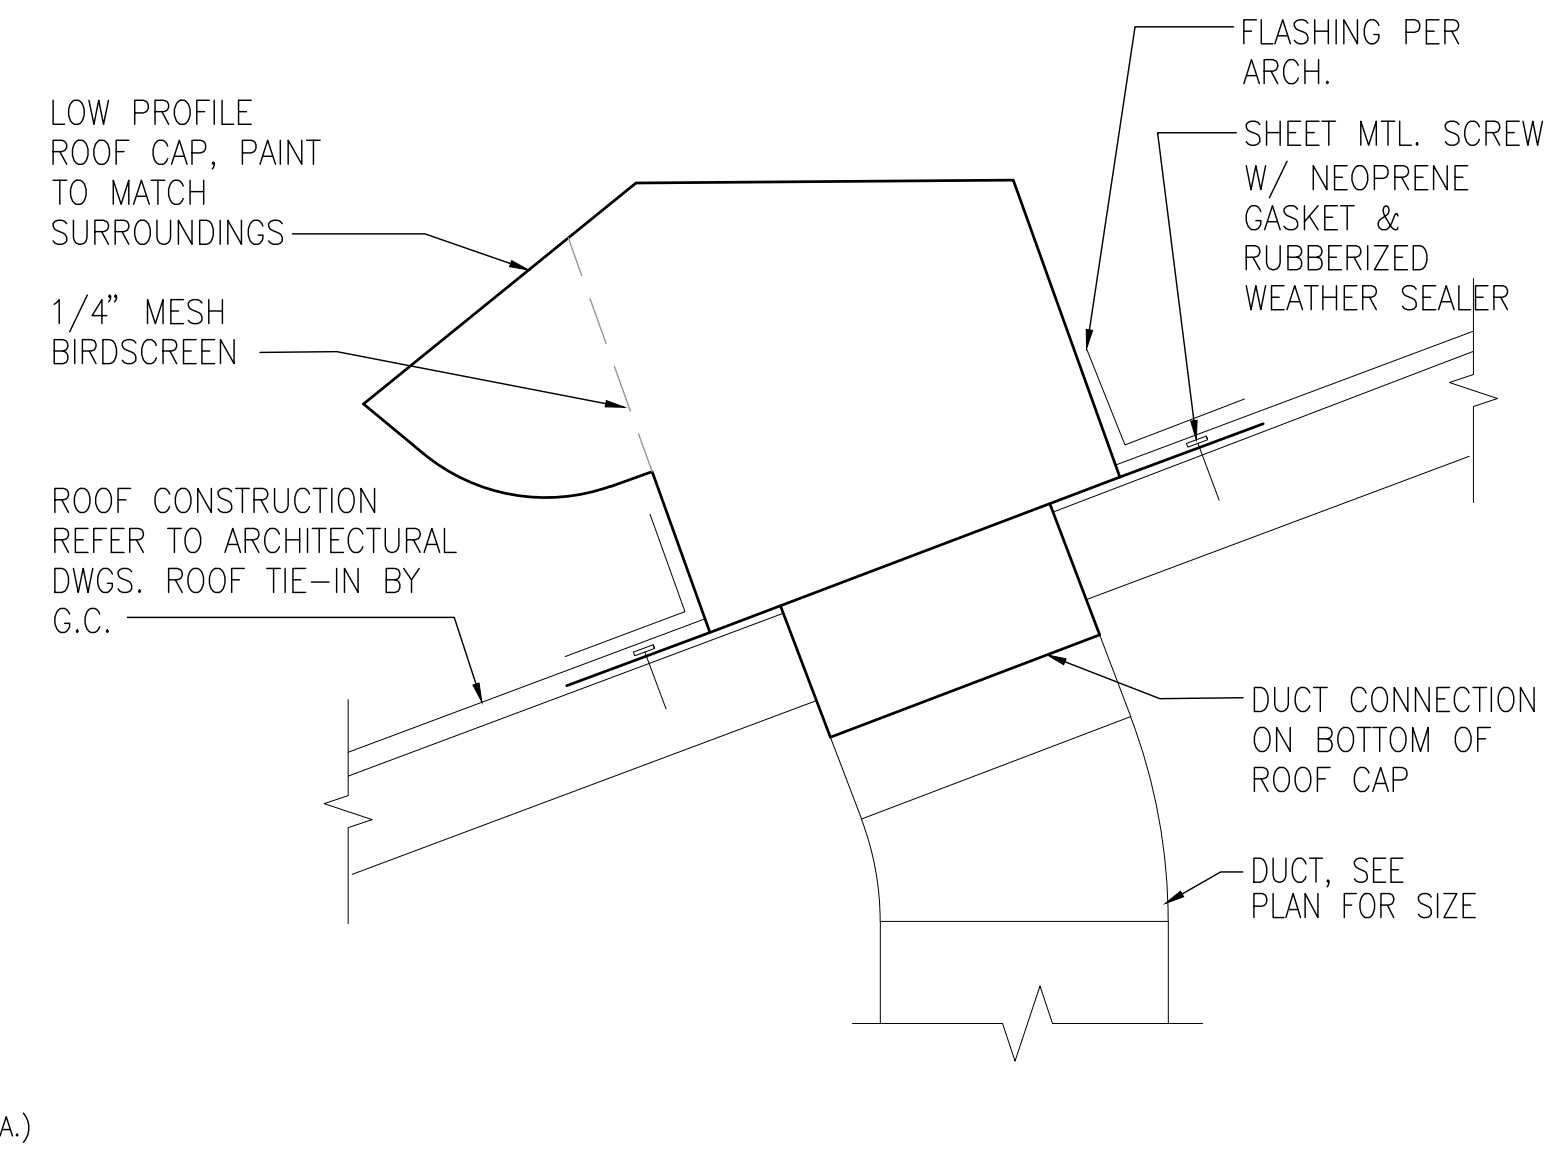 LOW PROFILE
ROOF CAP, PAINT
TO MATCH
SURROUNDINGS
1/4” MESH
BIRDSCREEN
ROOF CONSTRUCTION
REFER TO ARCHITECTURAL
DWGS. ROOF TIE-IN BY
G.C.
FLASHING PER
ARCH.
SHEET MTL. SCREW
W/ NEOPRENE
GASKET &
RUBBERIZED
WEATHER SEALER
DUCT CONNECTION
ON BOTTOM OF
ROOF CAP
DUCT, SEE
PLAN FOR SIZE
A.)